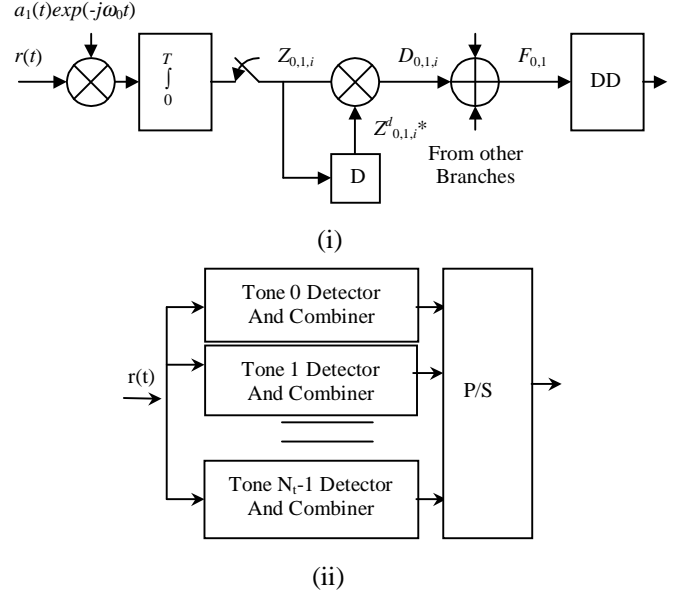 a₁(t)exp(-jω₀t)
r(t)
T
∫
0
Z₀,₁,ᵢ
D₀,₁,ᵢ
F₀,₁
DD
Zᵈ₀,₁,ᵢ*
D
From other
Branches
(i)
Tone 0 Detector
And Combiner
Tone 1 Detector
And Combiner
r(t)
P/S
Tone Nₜ-1 Detector
And Combiner
(ii)